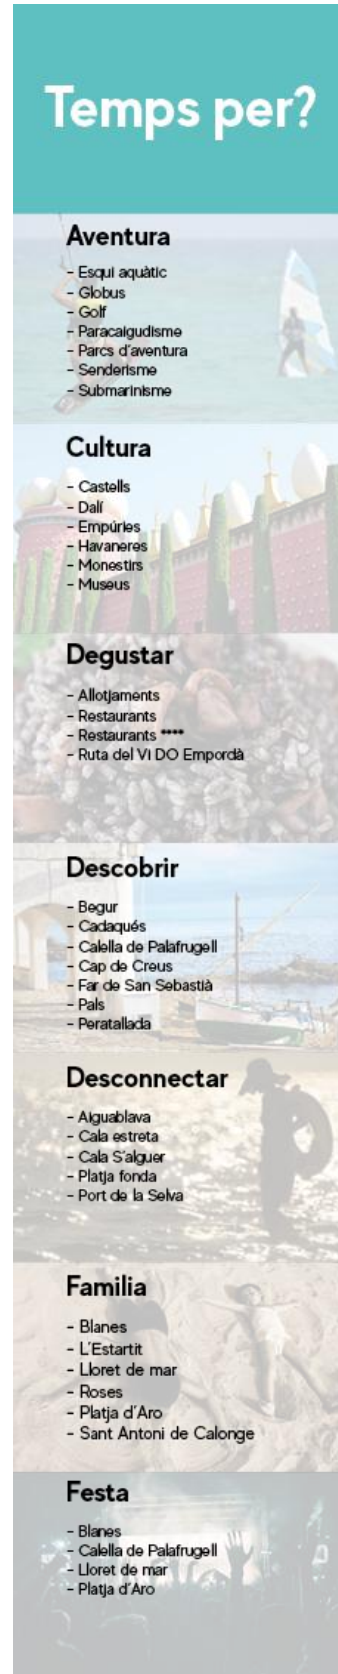 Temps per?
Aventura
- Esquí aquàtic
- Globus
- Golf
- Paracaigudisme
- Parcs d'aventura
- Senderisme
- Submarinisme
Cultura
- Castells
- Dalí
- Empúries
- Havaneres
- Monestirs
- Museus
Degustar
- Allotjaments
- Restaurants
- Restaurants ****
- Ruta del Vi DO Empordà
Descobrir
- Begur
- Cadaqués
- Calella de Palafrugell
- Cap de Creus
- Far de San Sebastià
- Pals
- Peratallada
Desconnectar
- Aiguablava
- Cala estreta
- Cala S'alguer
- Platja fonda
- Port de la Selva
Familia
- Blanes
- L'Estartit
- Lloret de mar
- Roses
- Platja d'Aro
- Sant Antoni de Calonge
Festa
- Blanes
- Calella de Palafrugell
- Lloret de mar
- Platja d'Aro